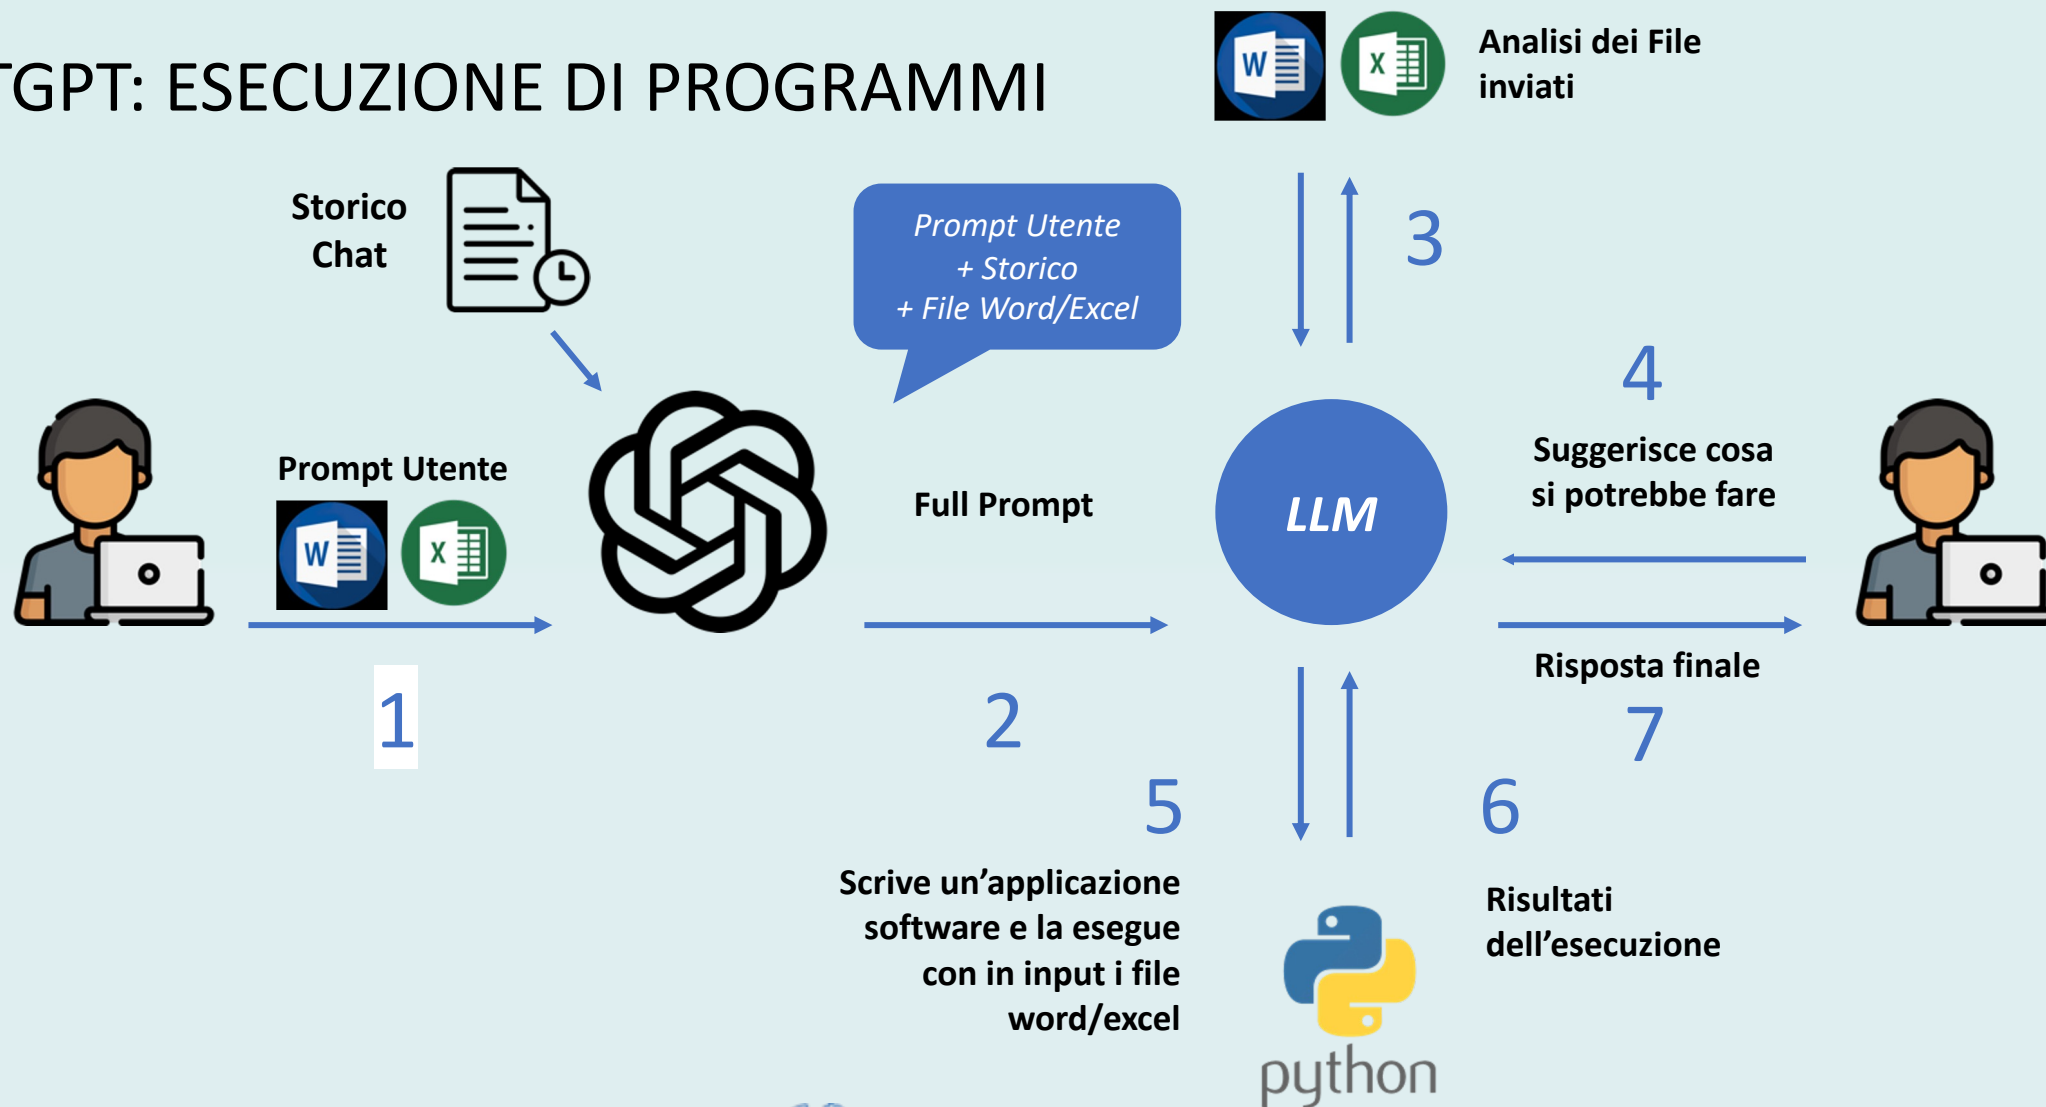 TGPT: ESECUZIONE DI PROGRAMMI
Analisi dei File
inviati
Storico
Chat
Prompt Utente
+ Storico
+ File Word/Excel
3
4
Prompt Utente
W
X
Full Prompt
LLM
Suggerisce cosa
si potrebbe fare
Risposta finale
1
2
7
5
6
Scrive un’applicazione
software e la esegue
con in input i file
word/excel
Risultati
dell’esecuzione
python
W
X